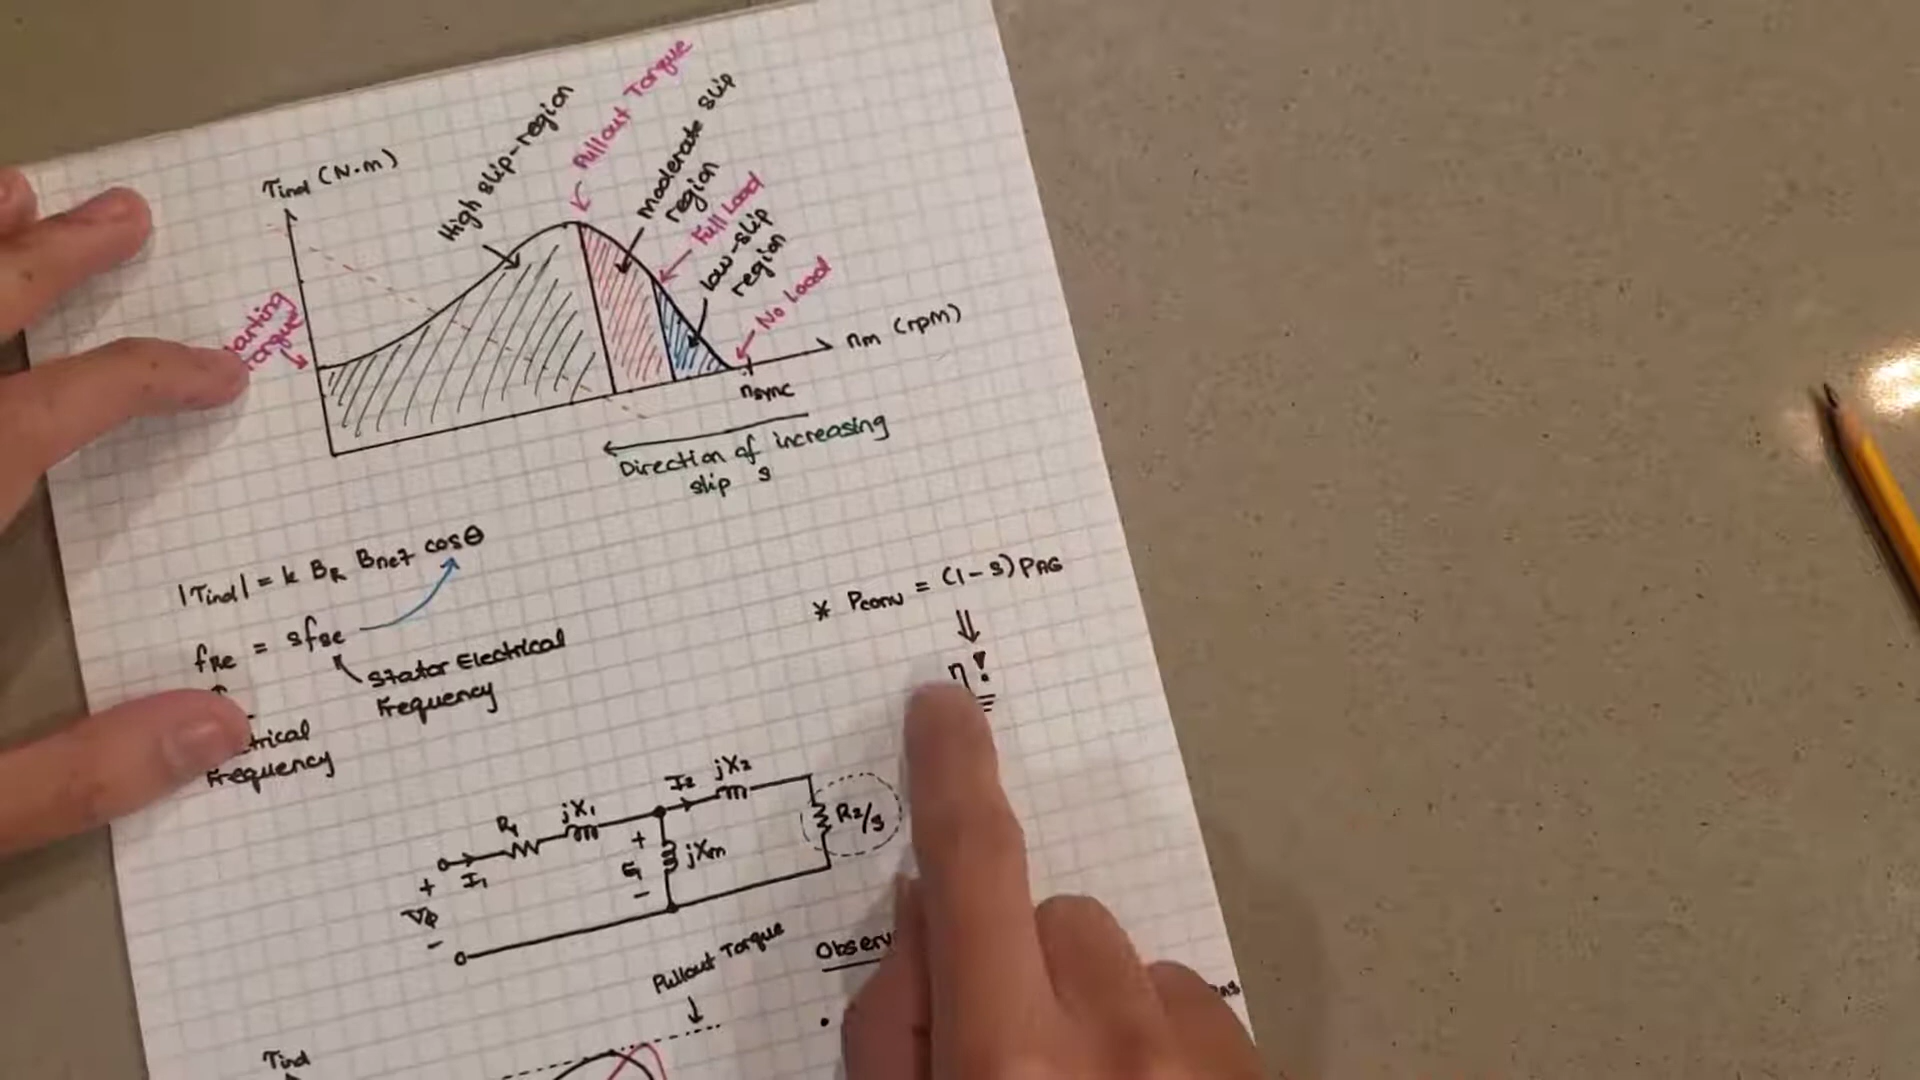 Tind (N.m)
High slip-region
Pullout Torque
moderate slip
region
Full Load
low-slip
region
No Load
nm (rpm)
nsync
Direction of increasing
slip s
|Tind| = k BR Bnet cosθ
fRe = sfse
Stator Electrical
Frequency
Frequency
* Pconv = (1-s) PAG
⇓
η!
R1
jX1
I2
jX2
R2/s
I1
+
E1
-
jXm
+
Vφ
-
Pullout Torque
Tind